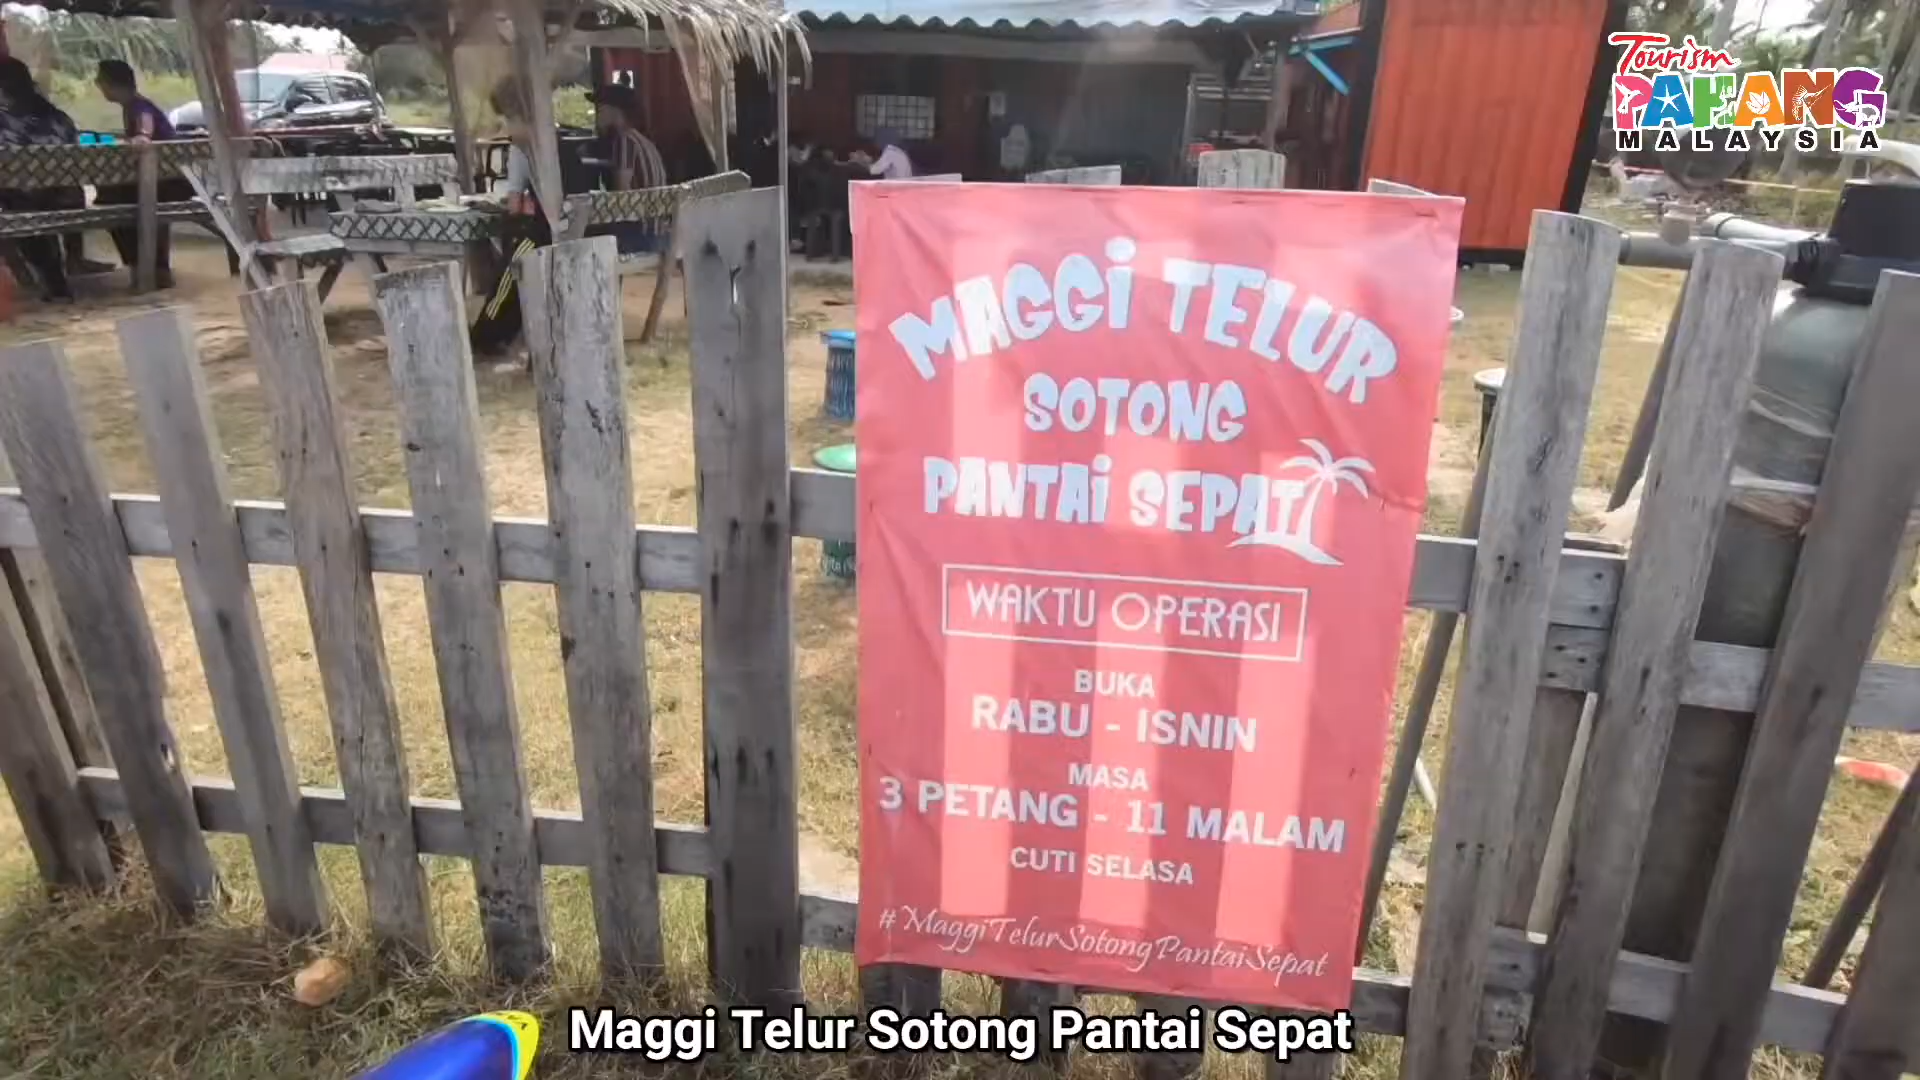 Tourism
PAHANG
MALAYSIA
MAGGI TELUR
SOTONG
PANTAI SEPAT
WAKTU OPERASI
BUKA
RABU - ISNIN
MASA
3 PETANG - 11 MALAM
CUTI SELASA
#MaggiTelurSotongPantaiSepat
Maggi Telur Sotong Pantai Sepat